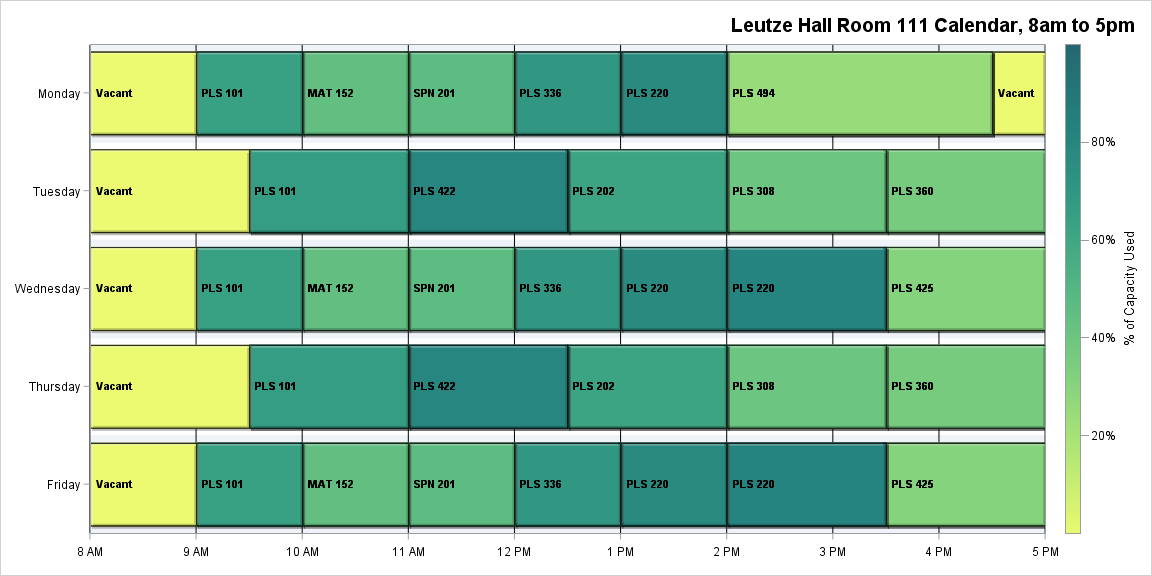 Leutze Hall Room 111 Calendar, 8am to 5pm
Monday
Vacant
PLS 101
MAT 152
SPN 201
PLS 336
PLS 220
PLS 494
Vacant
Tuesday
Vacant
PLS 101
PLS 422
PLS 202
PLS 308
PLS 360
Wednesday
Vacant
PLS 101
MAT 152
SPN 201
PLS 336
PLS 220
PLS 220
PLS 425
Thursday
Vacant
PLS 101
PLS 422
PLS 202
PLS 308
PLS 360
Friday
Vacant
PLS 101
MAT 152
SPN 201
PLS 336
PLS 220
PLS 220
PLS 425
8 AM
9 AM
10 AM
11 AM
12 PM
1 PM
2 PM
3 PM
4 PM
5 PM
80%
60%
40%
20%
% of Capacity Used